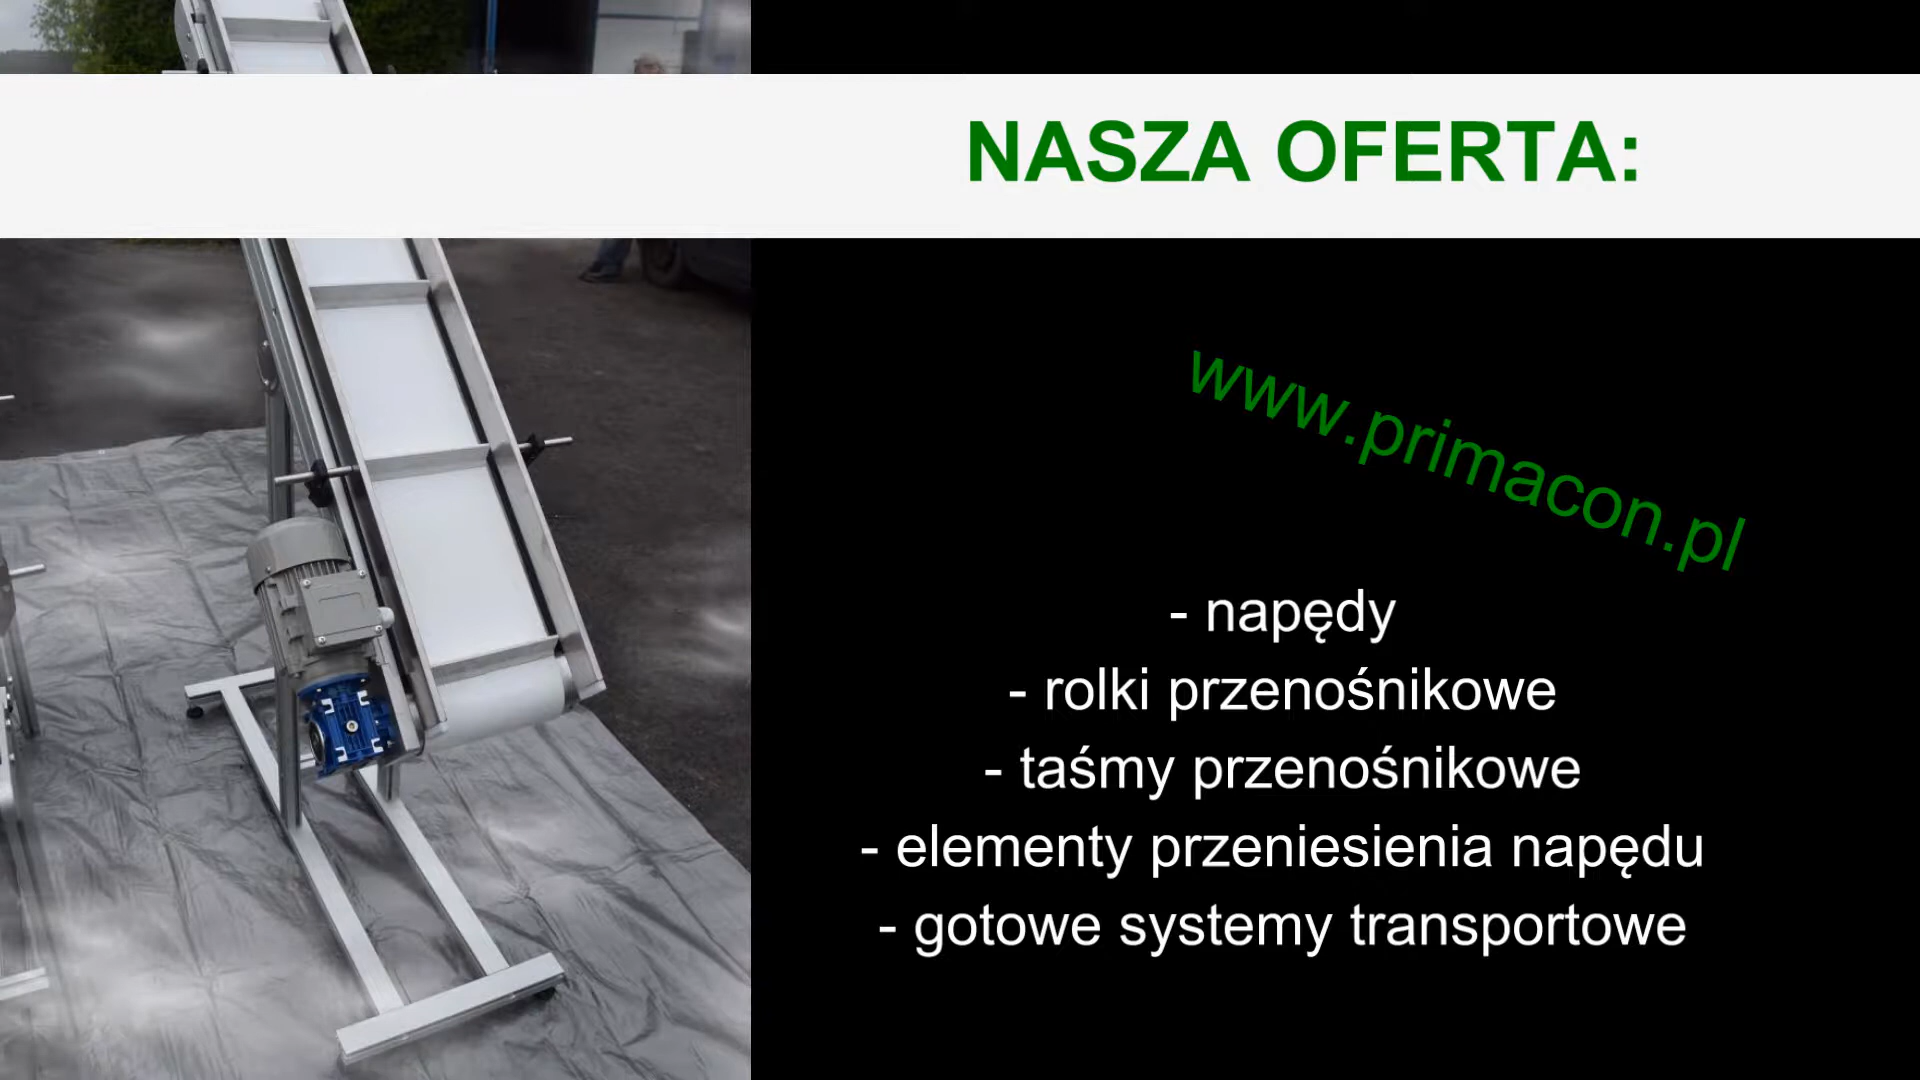 NASZA OFERTA:
www.primacon.pl
- napędy
- rolki przenośnikowe
- taśmy przenośnikowe
- elementy przeniesienia napędu
- gotowe systemy transportowe